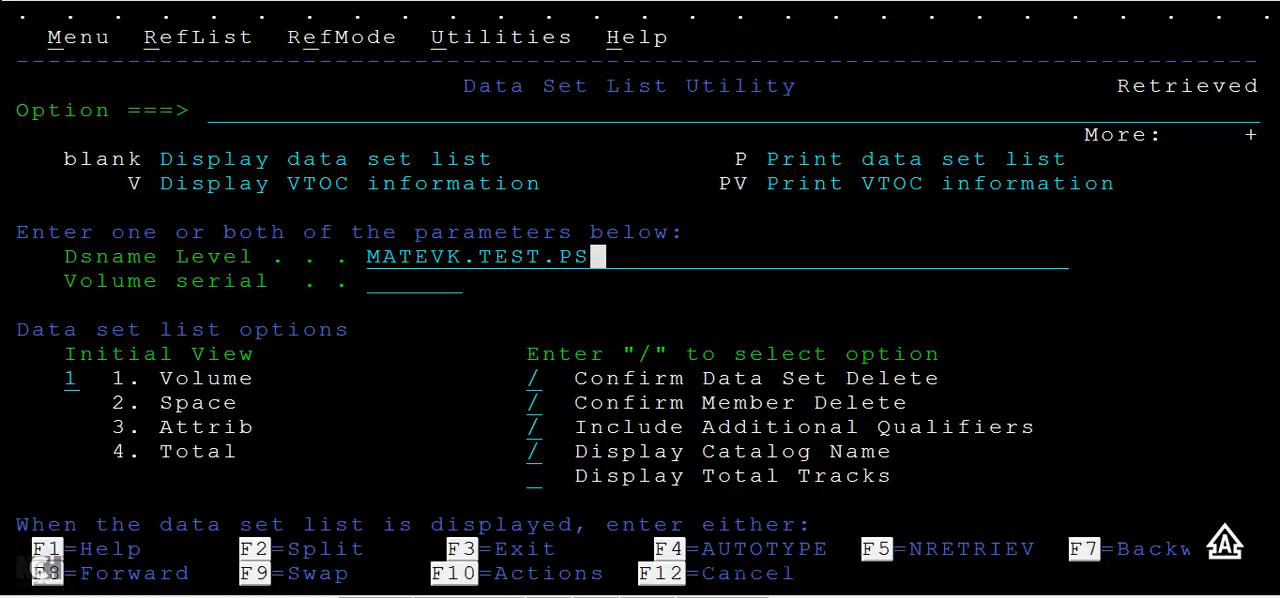 Menu RefList RefMode Utilities Help
Data Set List Utility Retrieved
Option ===>
More: +
blank Display data set list P Print data set list
V Display VTOC information PV Print VTOC information
Enter one or both of the parameters below:
Dsname Level . . . MATEVK.TEST.PS
Volume serial . .
Data set list options
Initial View Enter "/" to select option
1 1. Volume / Confirm Data Set Delete
2. Space / Confirm Member Delete
3. Attrib / Include Additional Qualifiers
4. Total / Display Catalog Name
_ Display Total Tracks
When the data set list is displayed, enter either:
F1=Help F2=Split F3=Exit F4=AUTOTYPE F5=NRETRIEV F7=Backw
F8=Forward F9=Swap F10=Actions F12=Cancel